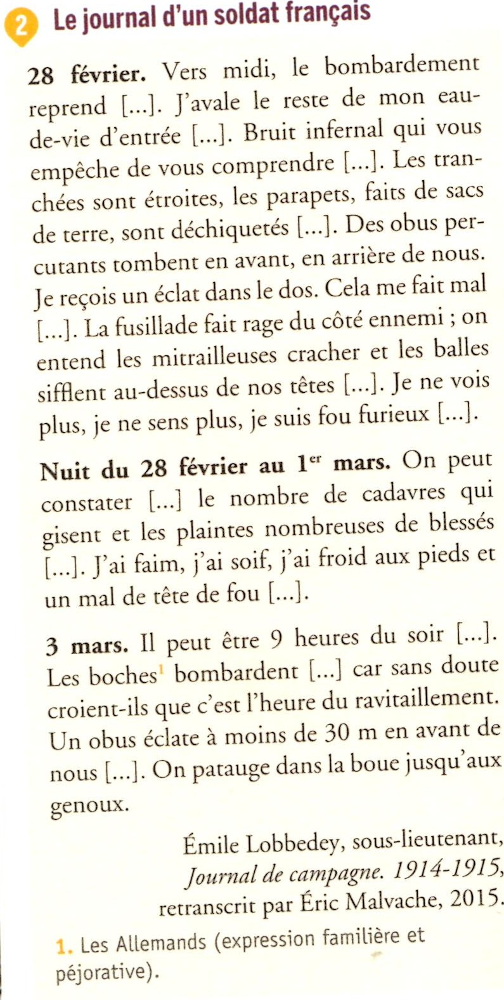 2 Le journal d'un soldat français
28 février. Vers midi, le bombardement
reprend [...]. J'avale le reste de mon eau-
de-vie d'entrée [...]. Bruit infernal qui vous
empêche de vous comprendre [...]. Les tran-
chées sont étroites, les parapets, faits de sacs
de terre, sont déchiquetés [...]. Des obus per-
cutants tombent en avant, en arrière de nous.
Je reçois un éclat dans le dos. Cela me fait mal
[...]. La fusillade fait rage du côté ennemi ; on
entend les mitrailleuses cracher et les balles
sifflent au-dessus de nos têtes [...]. Je ne vois
plus, je ne sens plus, je suis fou furieux [...].
Nuit du 28 février au 1er mars. On peut
constater [...] le nombre de cadavres qui
gisent et les plaintes nombreuses de blessés
[...]. J'ai faim, j'ai soif, j'ai froid aux pieds et
un mal de tête de fou [...].
3 mars. Il peut être 9 heures du soir [...].
Les boches1 bombardent [...] car sans doute
croient-ils que c'est l'heure du ravitaillement.
Un obus éclate à moins de 30 m en avant de
nous [...]. On patauge dans la boue jusqu'aux
genoux.
Émile Lobbedey, sous-lieutenant,
Journal de campagne. 1914-1915,
retranscrit par Éric Malvache, 2015.
1. Les Allemands (expression familière et
péjorative).